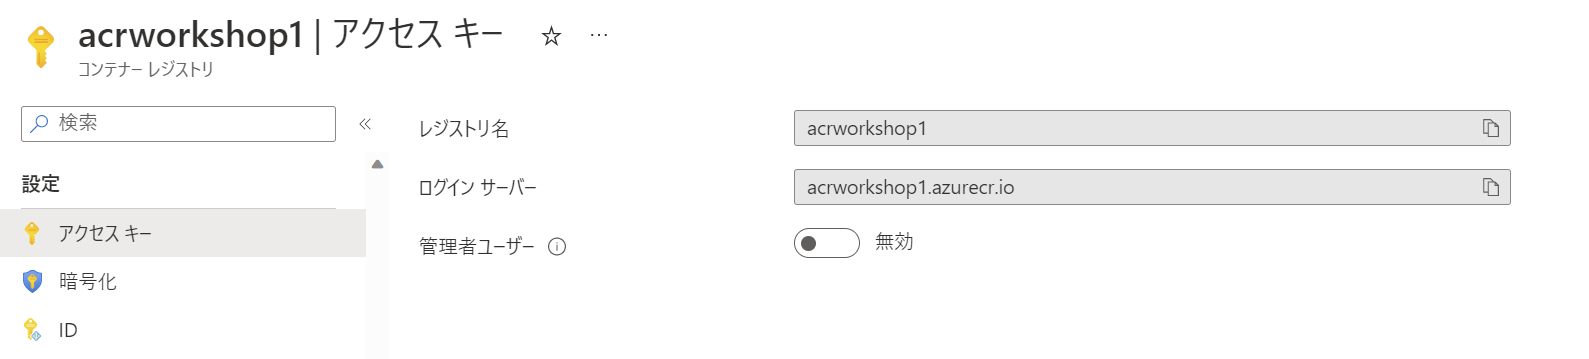 acrworkshop1 | アクセス キー
コンテナー レジストリ
検索
設定
アクセス キー
暗号化
ID
レジストリ名
acrworkshop1
ログイン サーバー
acrworkshop1.azurecr.io
管理者ユーザー
無効